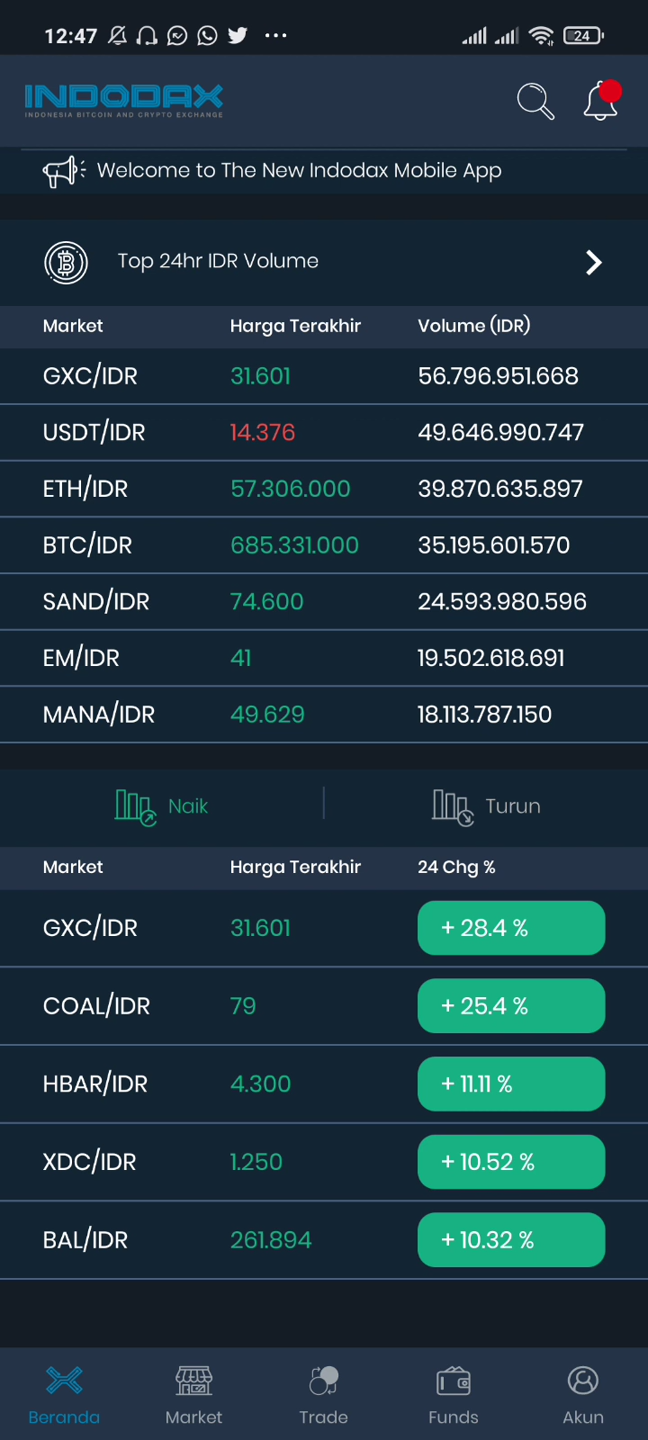 12:47 24
INDODAX
INDONESIA BITCOIN AND CRYPTO EXCHANGE
Welcome to The New Indodax Mobile App
Top 24hr IDR Volume
Market Harga Terakhir Volume (IDR)
GXC/IDR 31.601 56.796.951.668
USDT/IDR 14.376 49.646.990.747
ETH/IDR 57.306.000 39.870.635.897
BTC/IDR 685.331.000 35.195.601.570
SAND/IDR 74.600 24.593.980.596
EM/IDR 41 19.502.618.691
MANA/IDR 49.629 18.113.787.150
Naik Turun
Market Harga Terakhir 24 Chg %
GXC/IDR 31.601 + 28.4 %
COAL/IDR 79 + 25.4 %
HBAR/IDR 4.300 + 11.11 %
XDC/IDR 1.250 + 10.52 %
BAL/IDR 261.894 + 10.32 %
Beranda Market Trade Funds Akun